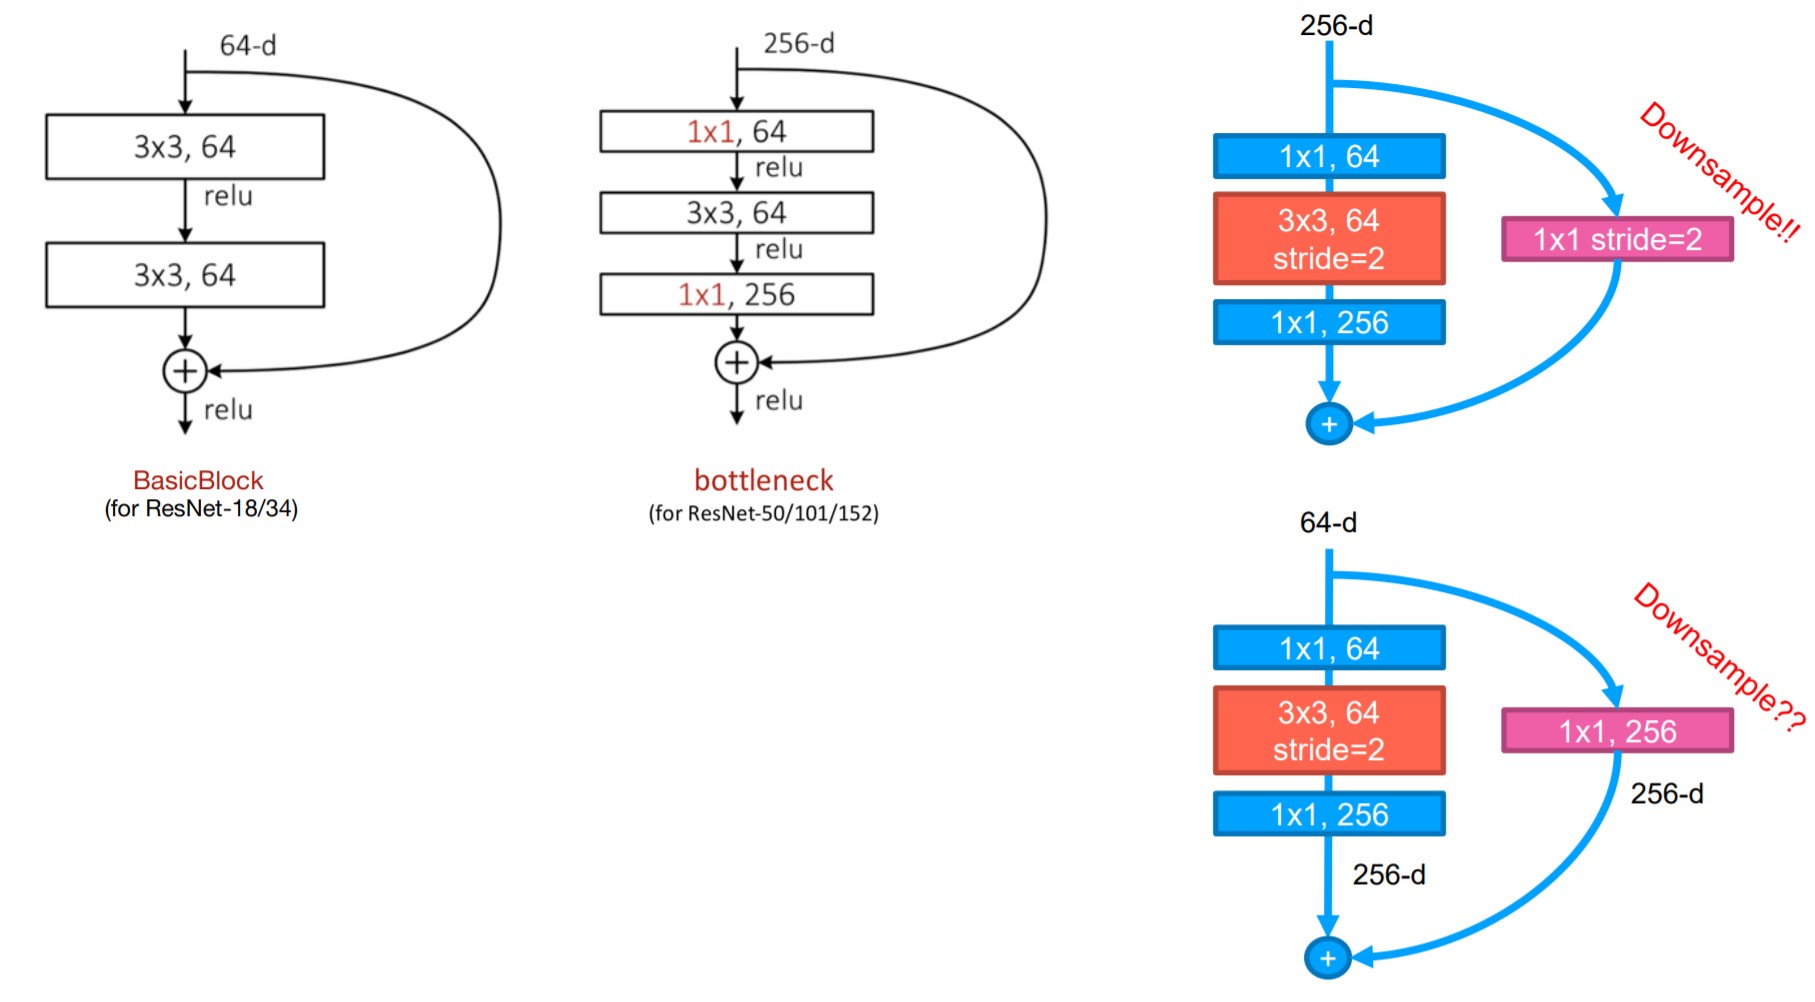 64-d
3x3, 64
relu
3x3, 64
+
relu
BasicBlock
(for ResNet-18/34)
256-d
1x1, 64
relu
3x3, 64
relu
1x1, 256
+
relu
bottleneck
(for ResNet-50/101/152)
256-d
Downsample!!
1x1, 64
3x3, 64
stride=2
1x1 stride=2
1x1, 256
+
64-d
Downsample??
1x1, 64
3x3, 64
stride=2
1x1, 256
256-d
1x1, 256
256-d
+